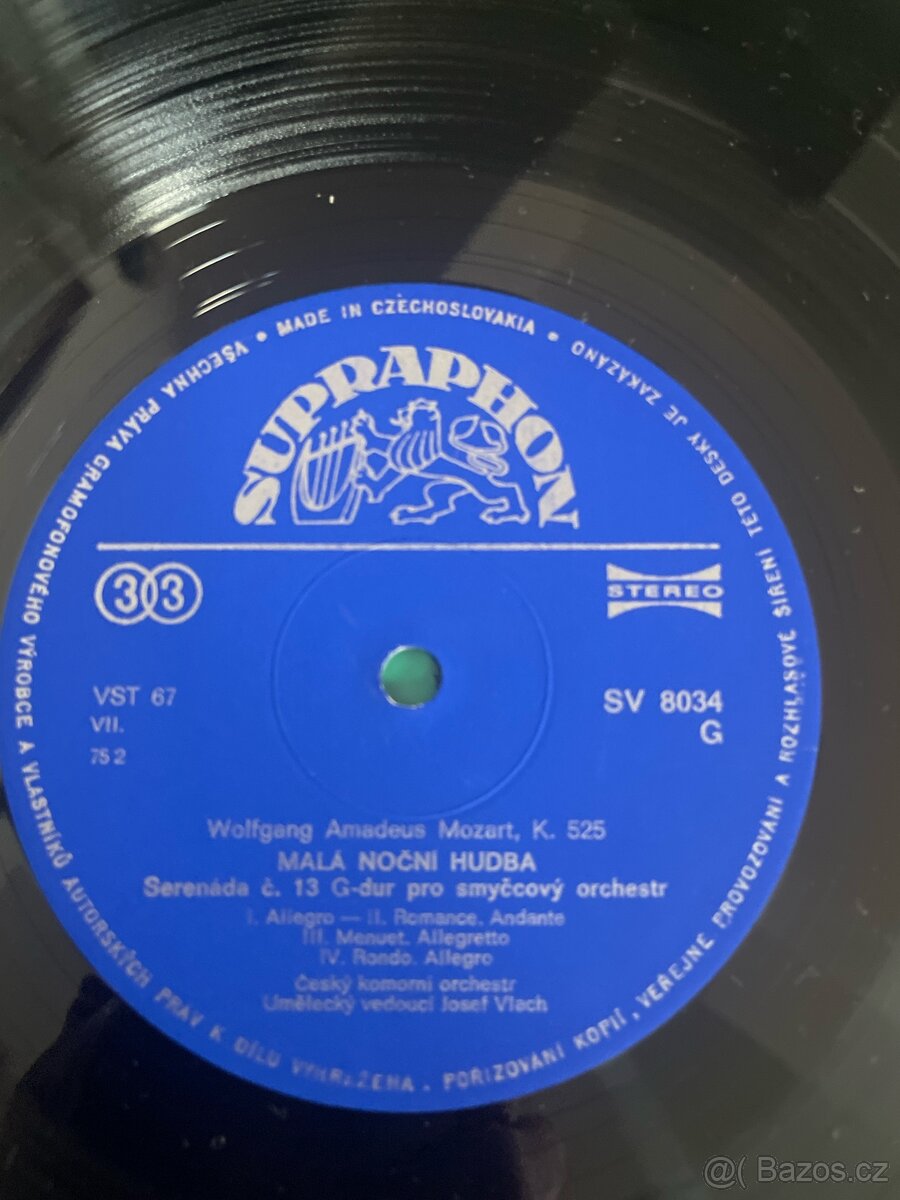 VŠECHNA PRÁVA GRAMOFONOVÉHO VÝROBCE A VLASTNÍKŮ AUTORSKÝCH PRÁV K DÍLU VYHRAZENA. POŘIZOVÁNÍ KOPIÍ, VEŘEJNÉ PROVOZOVÁNÍ A ROZHLASOVÉ ŠÍŘENÍ TÉTO DESKY JE ZAKÁZÁNO
• MADE IN CZECHOSLOVAKIA •
SUPRAPHON
33
STEREO
VST 67
SV 8034
VII.
G
75 2
Wolfgang Amadeus Mozart, K. 525
MALÁ NOČNÍ HUDBA
Serenáda č. 13 G-dur pro smyčcový orchestr
I. Allegro — II. Romance. Andante
III. Menuet. Allegretto
IV. Rondo. Allegro
Český komorní orchestr
Umělecký vedoucí Josef Vlach
@( Bazos.cz